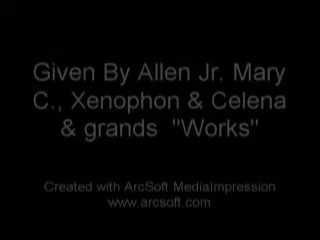 Given By Allen Jr. Mary
C., Xenophon & Celena
& grands  "Works"
Created with ArcSoft MediaImpression
www.arcsoft.com